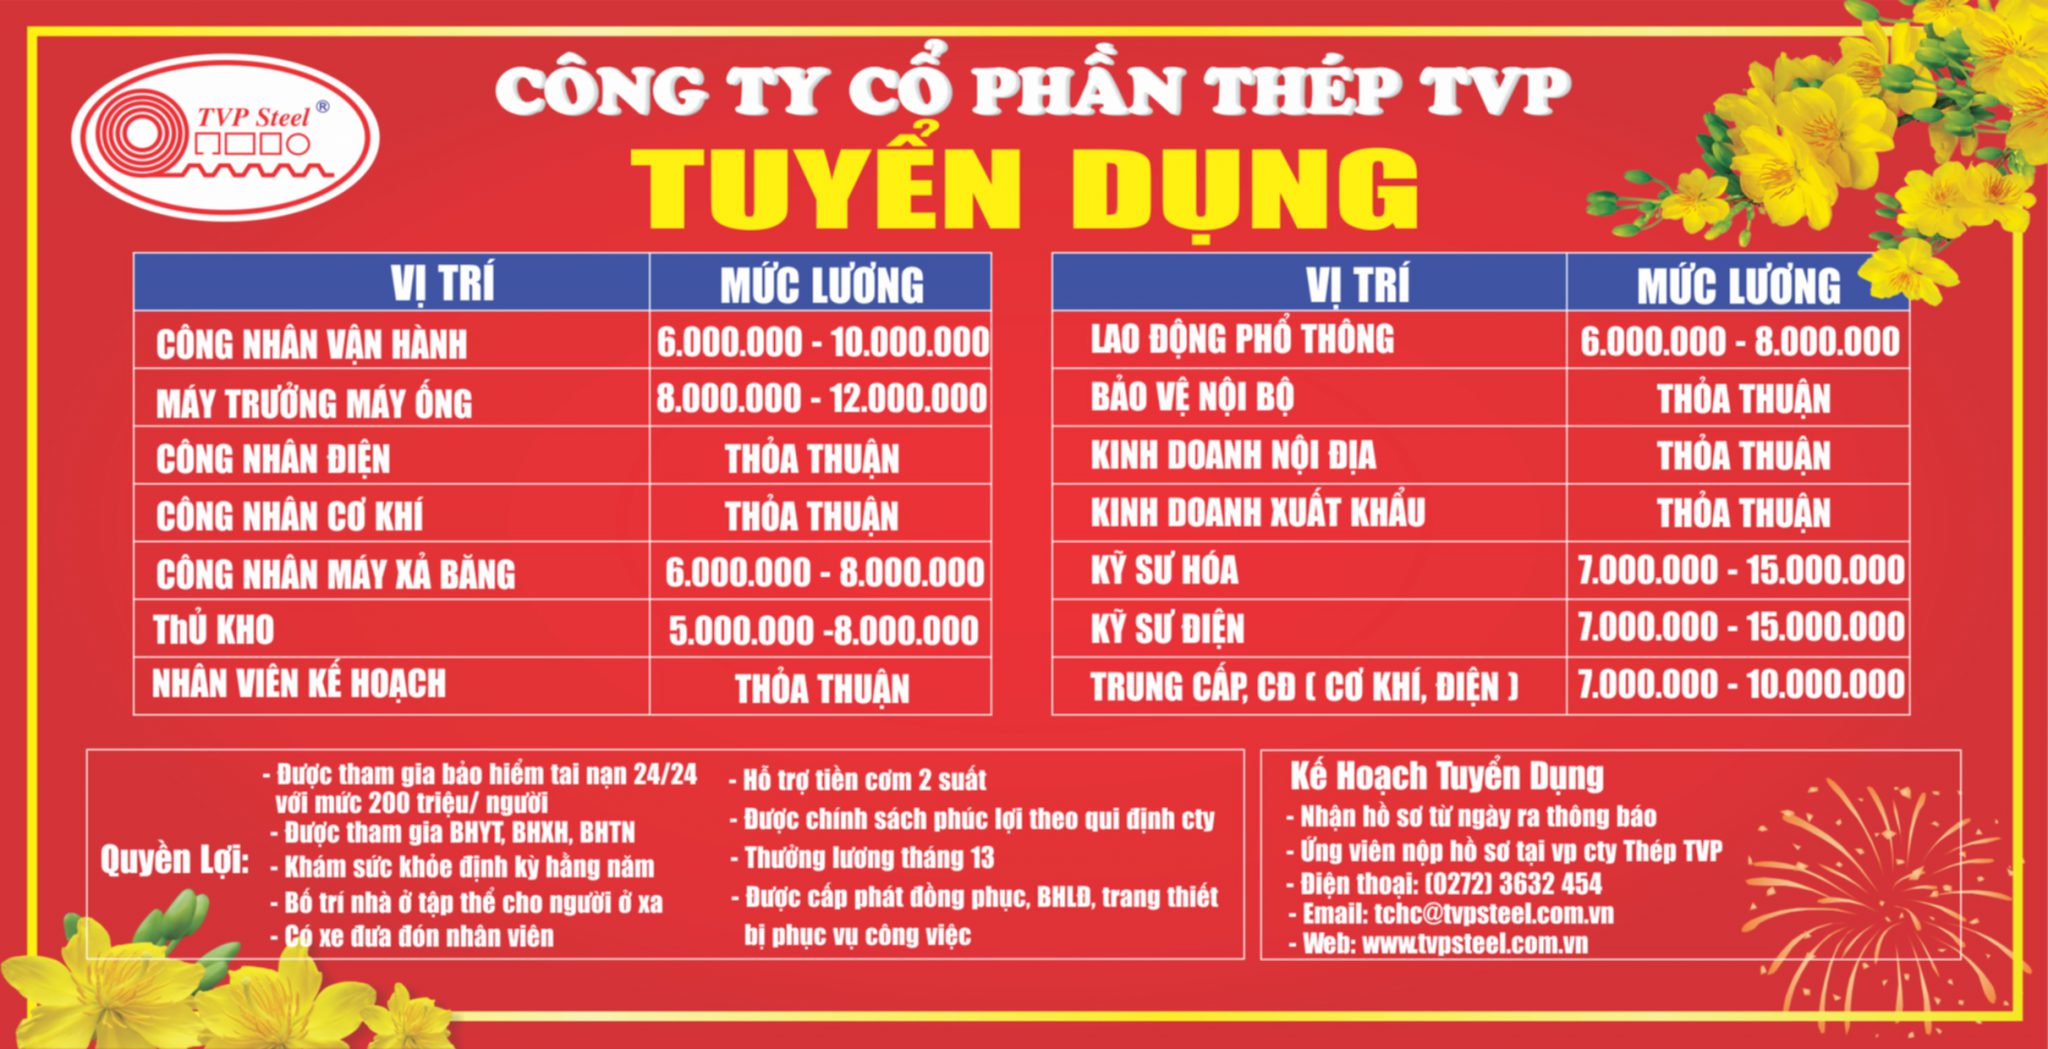 TVP Steel ®
CÔNG TY CỔ PHẦN THÉP TVP
TUYỂN DỤNG
VỊ TRÍ MỨC LƯƠNG
CÔNG NHÂN VẬN HÀNH 6.000.000 - 10.000.000
MÁY TRƯỞNG MÁY ỐNG 8.000.000 - 12.000.000
CÔNG NHÂN ĐIỆN THỎA THUẬN
CÔNG NHÂN CƠ KHÍ THỎA THUẬN
CÔNG NHÂN MÁY XẢ BĂNG 6.000.000 - 8.000.000
ThỦ KHO 5.000.000 -8.000.000
NHÂN VIÊN KẾ HOẠCH THỎA THUẬN
VỊ TRÍ MỨC LƯƠNG
LAO ĐỘNG PHỔ THÔNG 6.000.000 - 8.000.000
BẢO VỆ NỘI BỘ THỎA THUẬN
KINH DOANH NỘI ĐỊA THỎA THUẬN
KINH DOANH XUẤT KHẨU THỎA THUẬN
KỸ SƯ HÓA 7.000.000 - 15.000.000
KỸ SƯ ĐIỆN 7.000.000 - 15.000.000
TRUNG CẤP, CĐ ( CƠ KHÍ, ĐIỆN ) 7.000.000 - 10.000.000
Quyền Lợi:
- Được tham gia bảo hiểm tai nạn 24/24
với mức 200 triệu/ người
- Được tham gia BHYT, BHXH, BHTN
- Khám sức khỏe định kỳ hằng năm
- Bố trí nhà ở tập thể cho người ở xa
- Có xe đưa đón nhân viên
- Hỗ trợ tiền cơm 2 suất
- Được chính sách phúc lợi theo qui định cty
- Thưởng lương tháng 13
- Được cấp phát đồng phục, BHLĐ, trang thiết
bị phục vụ công việc
Kế Hoạch Tuyển Dụng
- Nhận hồ sơ từ ngày ra thông báo
- Ứng viên nộp hồ sơ tại vp cty Thép TVP
- Điện thoại: (0272) 3632 454
- Email: tchc@tvpsteel.com.vn
- Web: www.tvpsteel.com.vn